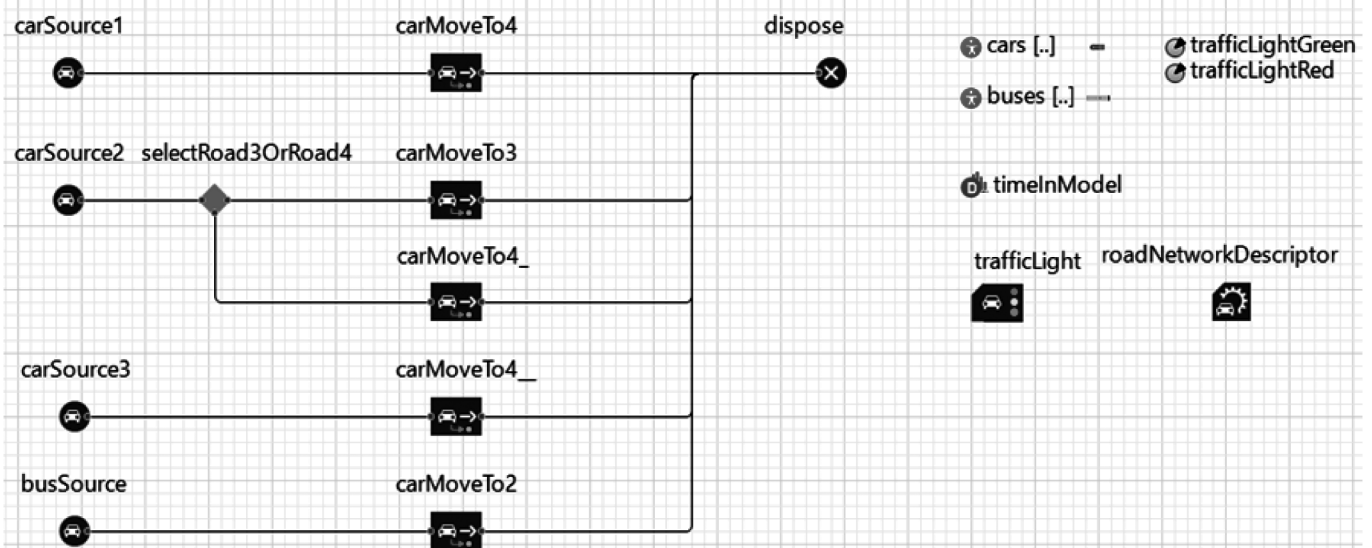 carSource1 carMoveTo4 dispose
cars [..] trafficLightGreen
trafficLightRed
buses [..]
carSource2 selectRoad3OrRoad4 carMoveTo3
timeInModel
carMoveTo4_ trafficLight roadNetworkDescriptor
carSource3 carMoveTo4__
busSource carMoveTo2